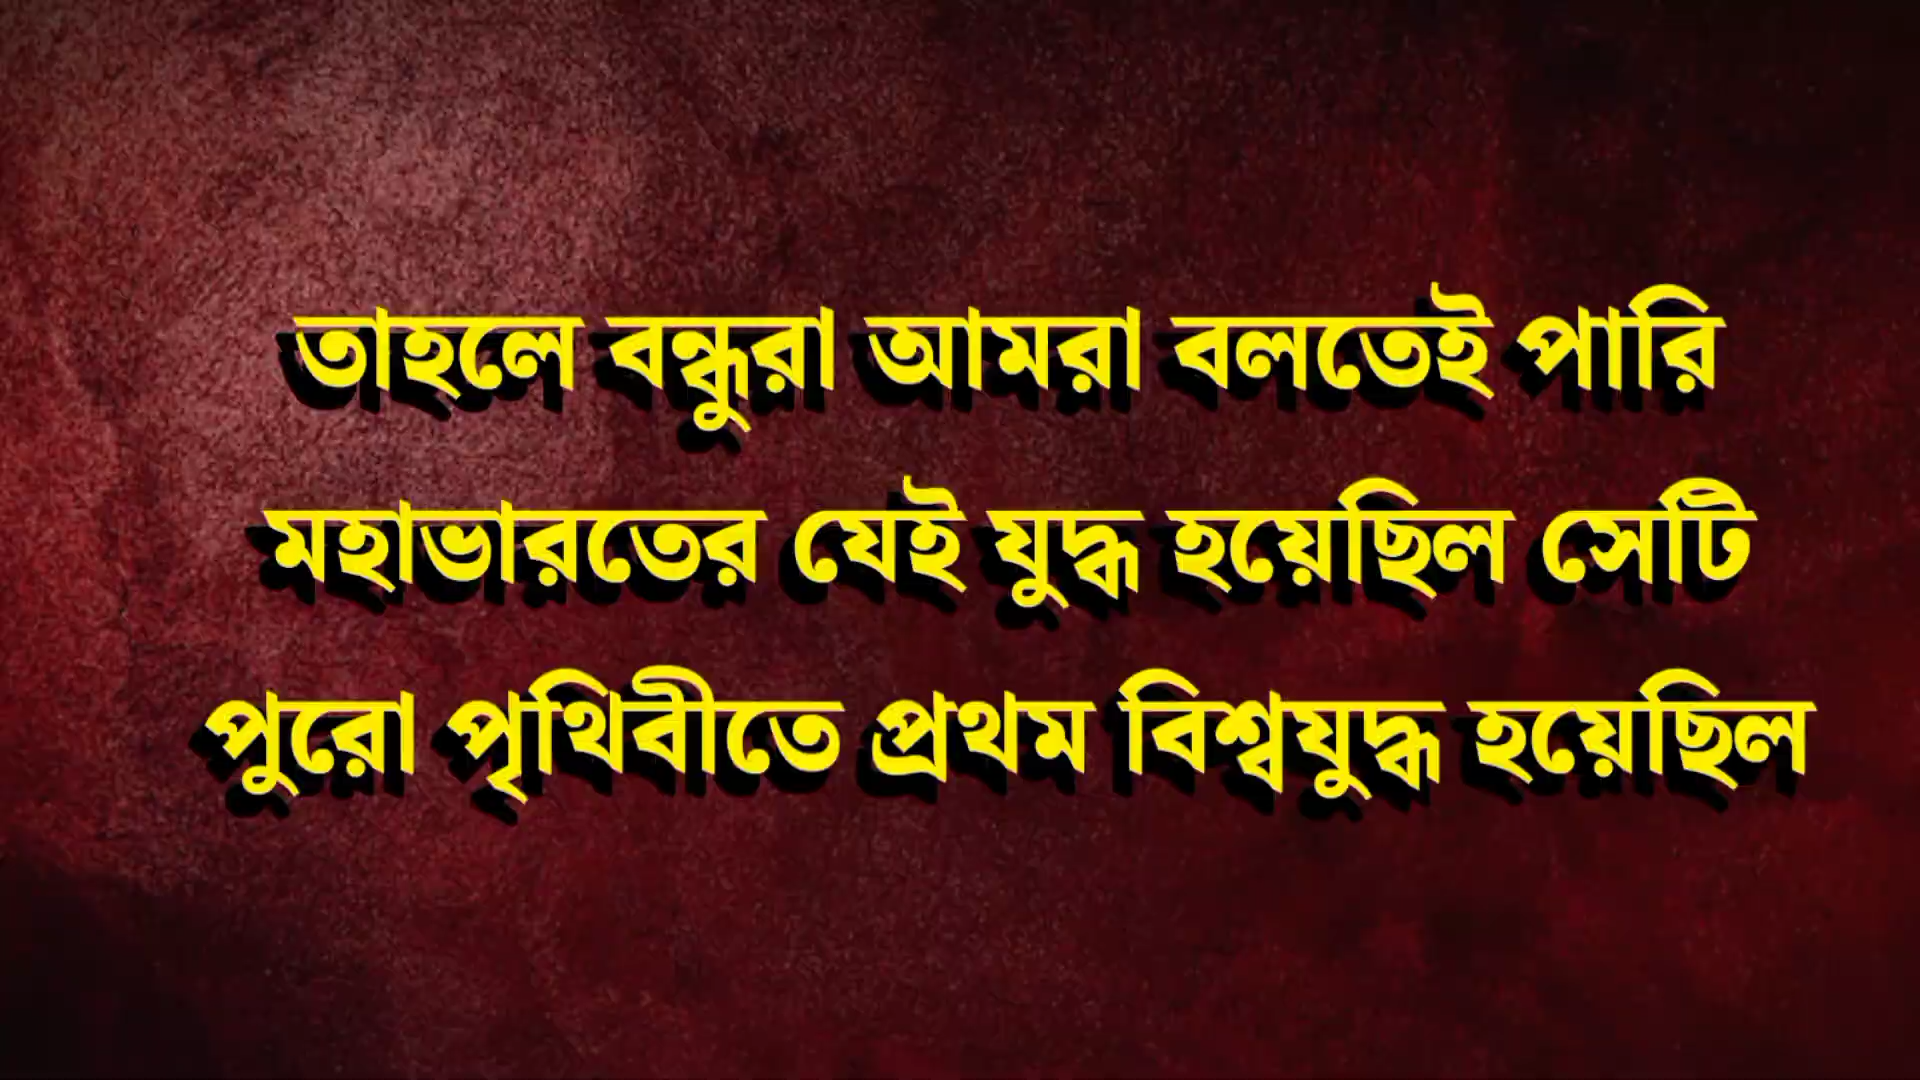 তাহলে বন্ধুরা আমরা বলতেই পারি
মহাভারতের যেই যুদ্ধ হয়েছিল সেটি
পুরো পৃথিবীতে প্রথম বিশ্বযুদ্ধ হয়েছিল